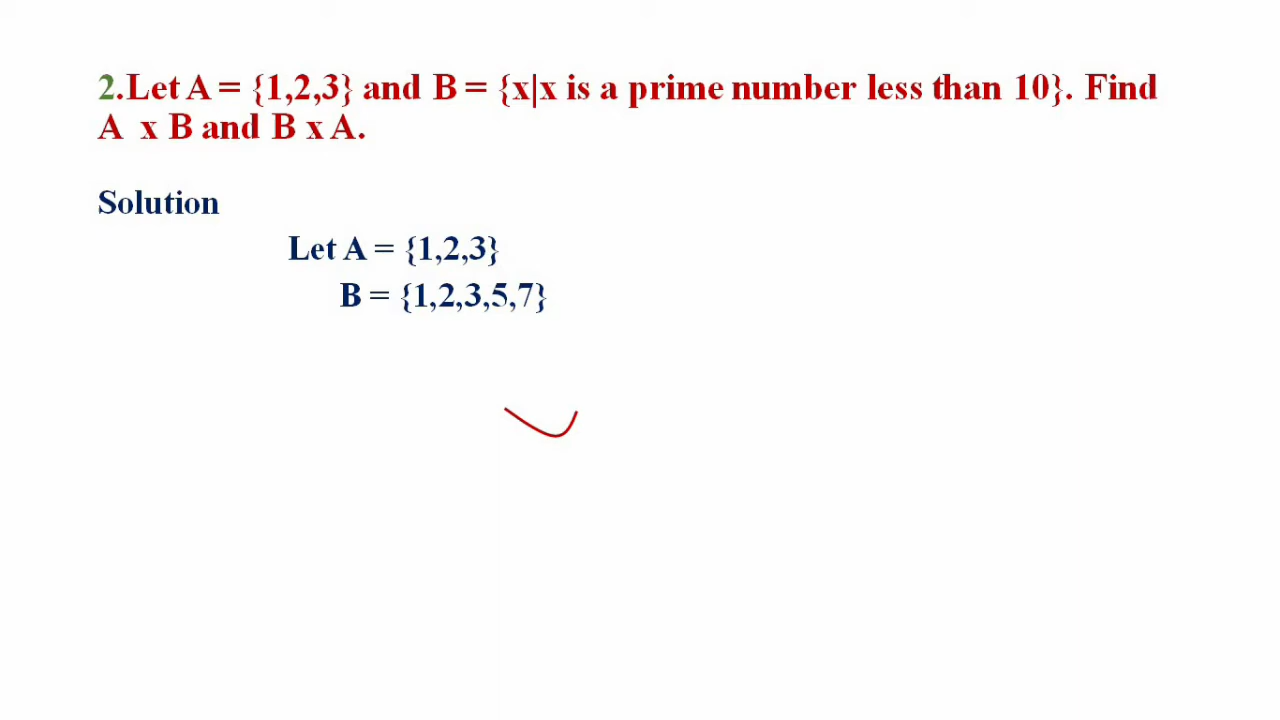 2.Let A = {1,2,3} and B = {x|x is a prime number less than 10}. Find
A x B and B x A.
Solution
Let A = {1,2,3}
B = {1,2,3,5,7}